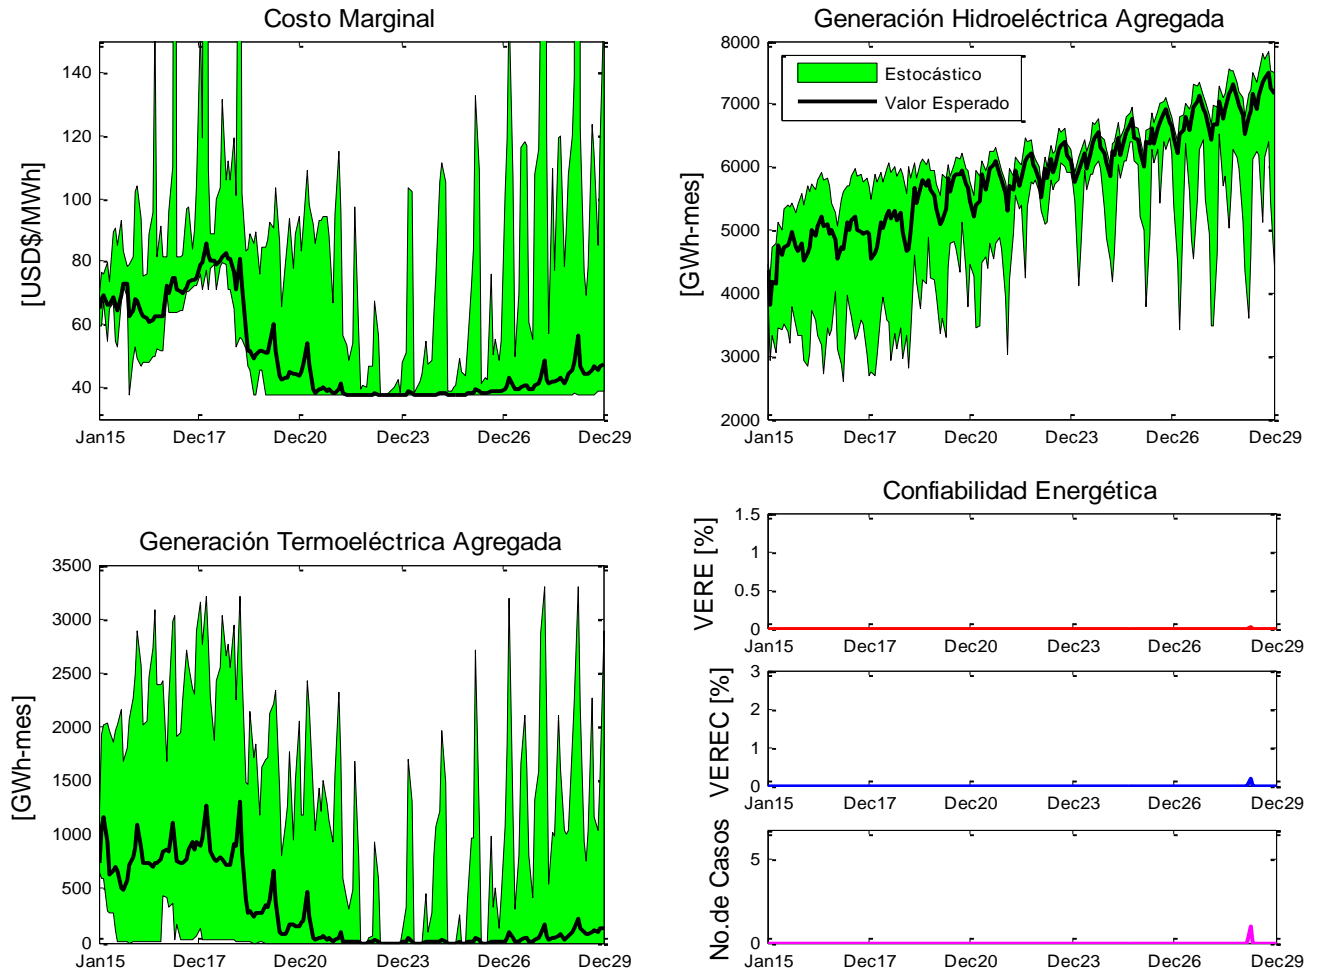 Costo Marginal
[USD$/MWh]
140
120
100
80
60
40
Jan15 Dec17 Dec20 Dec23 Dec26 Dec29
Generación Hidroeléctrica Agregada
[GWh-mes]
8000
7000
6000
5000
4000
3000
2000
Estocástico
Valor Esperado
Jan15 Dec17 Dec20 Dec23 Dec26 Dec29
Generación Termoeléctrica Agregada
[GWh-mes]
3500
3000
2500
2000
1500
1000
500
0
Jan15 Dec17 Dec20 Dec23 Dec26 Dec29
Confiabilidad Energética
VERE [%]
1.5
1
0.5
0
Jan15 Dec17 Dec20 Dec23 Dec26 Dec29
VEREC [%]
3
2
1
0
Jan15 Dec17 Dec20 Dec23 Dec26 Dec29
No.de Casos
5
0
Jan15 Dec17 Dec20 Dec23 Dec26 Dec29